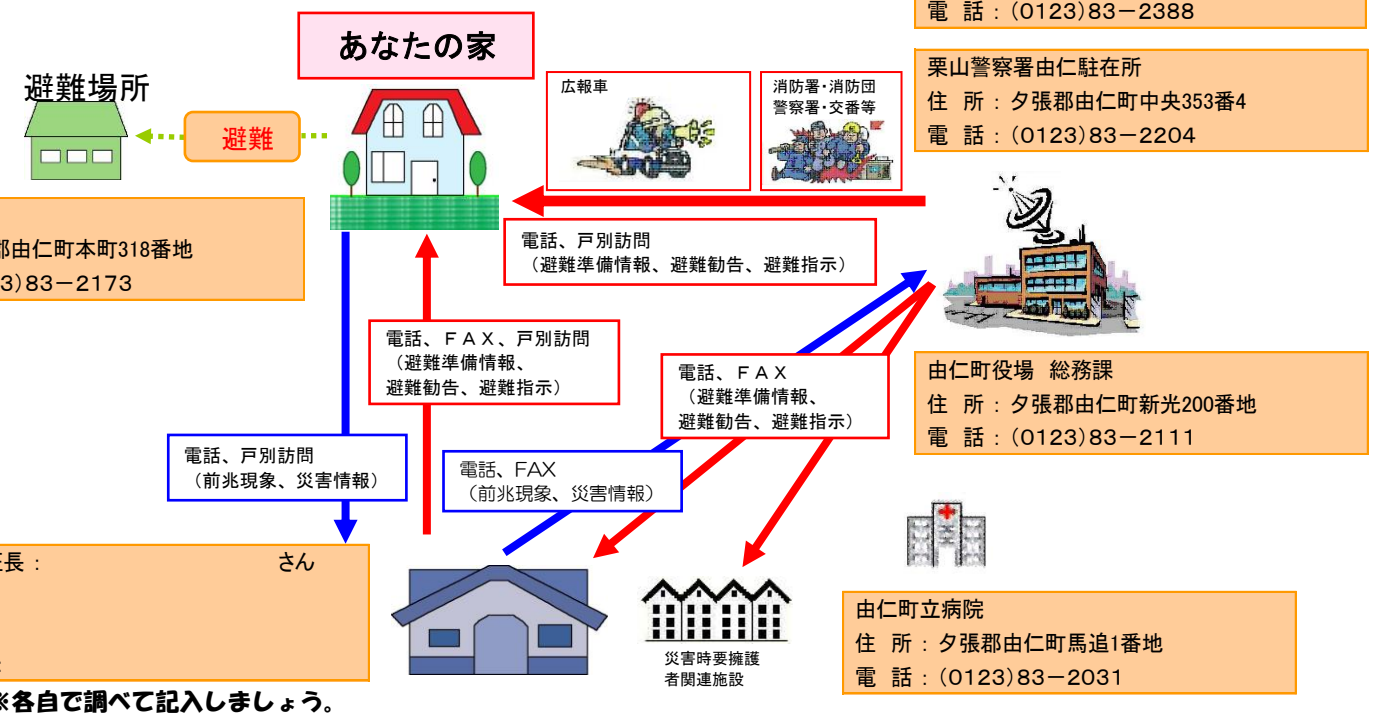 電 話：(0123)83－2388
あなたの家
避難場所
避難
広報車
消防署・消防団
警察署・交番等
栗山警察署由仁駐在所
住 所：夕張郡由仁町中央353番4
電 話：(0123)83－2204
郡由仁町本町318番地
3)83－2173
電話、戸別訪問
（避難準備情報、避難勧告、避難指示）
電話、ＦＡＸ、戸別訪問
（避難準備情報、
避難勧告、避難指示）
電話、ＦＡＸ
（避難準備情報、
避難勧告、避難指示）
由仁町役場 総務課
住 所：夕張郡由仁町新光200番地
電 話：(0123)83－2111
電話、戸別訪問
（前兆現象、災害情報）
電話、FAX
（前兆現象、災害情報）
長： さん
災害時要擁護
者関連施設
由仁町立病院
住 所：夕張郡由仁町馬追1番地
電 話：(0123)83－2031
※各自で調べて記入しましょう。